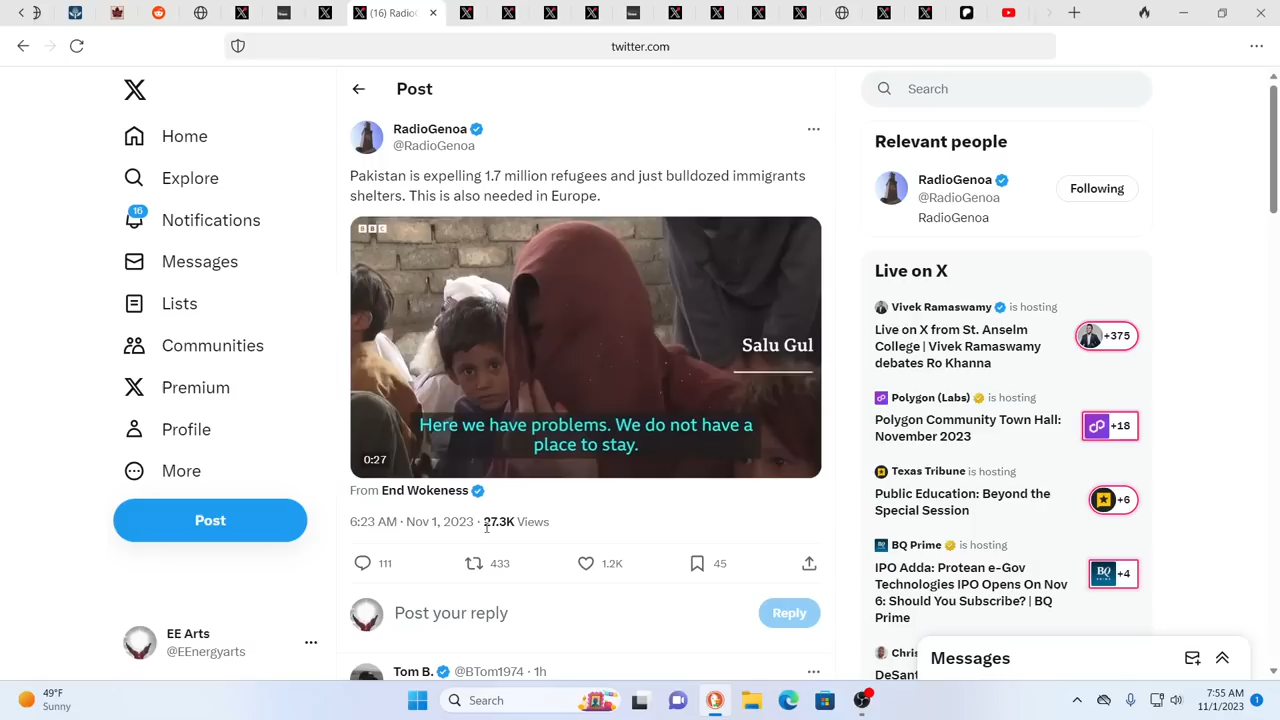 (16) Radio
twitter.com
Post
Search
RadioGenoa
@RadioGenoa
Pakistan is expelling 1.7 million refugees and just bulldozed immigrants
shelters. This is also needed in Europe.
BBC
Salu Gul
Here we have problems. We do not have a
place to stay.
0:27
From End Wokeness
6:23 AM · Nov 1, 2023 · 27.3K Views
111
433
1.2K
45
Post your reply
Reply
Tom B. @BTom1974 · 1h
Home
Explore
16
Notifications
Messages
Lists
Communities
Premium
Profile
More
Post
EE Arts
@EEnergyarts
Relevant people
RadioGenoa
@RadioGenoa
RadioGenoa
Following
Live on X
Vivek Ramaswamy is hosting
Live on X from St. Anselm
College | Vivek Ramaswamy
debates Ro Khanna
+375
Polygon (Labs) is hosting
Polygon Community Town Hall:
November 2023
+18
Texas Tribune is hosting
Public Education: Beyond the
Special Session
+6
BQ Prime is hosting
IPO Adda: Protean e-Gov
Technologies IPO Opens On Nov
6: Should You Subscribe? | BQ
Prime
BQ
+4
Chris
DeSant
Messages
49°F
Sunny
Search
7:55 AM
11/1/2023
1